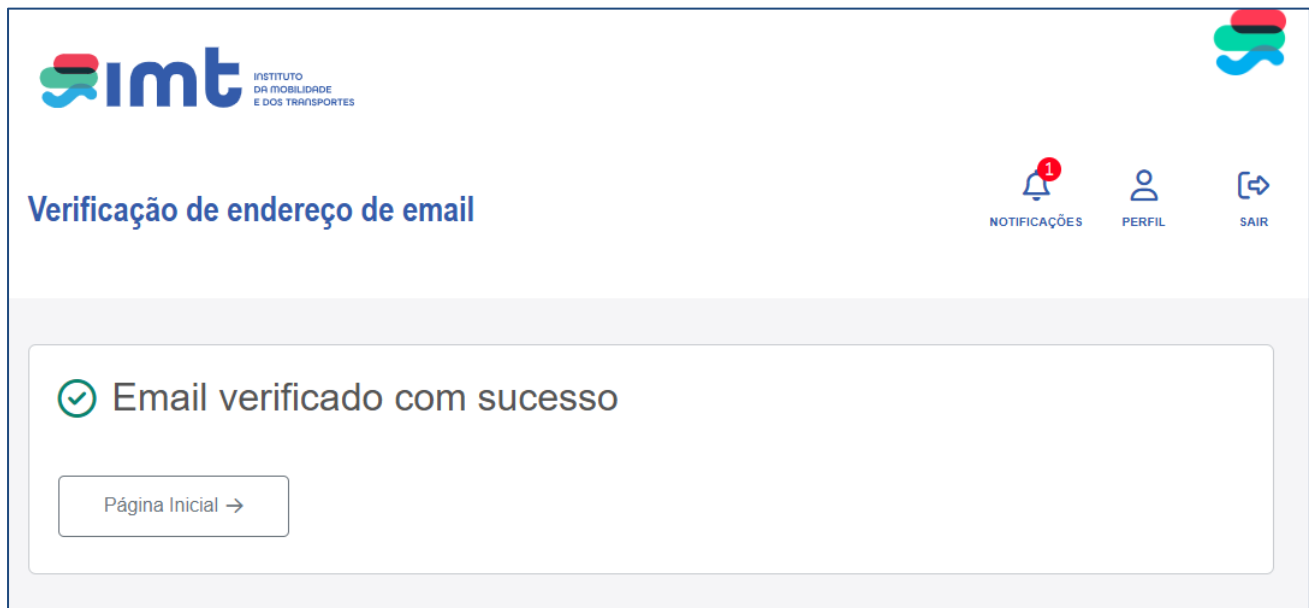 imt
INSTITUTO
DA MOBILIDADE
E DOS TRANSPORTES
Verificação de endereço de email
1
NOTIFICAÇÕES
PERFIL
SAIR
Email verificado com sucesso
Página Inicial →